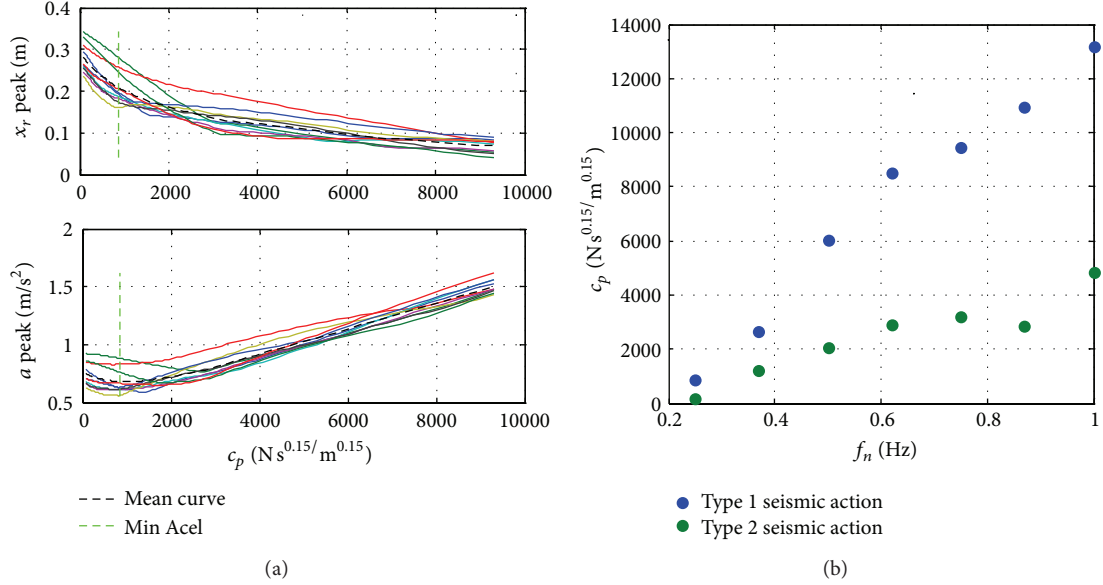 0.4
0.3
0.2
0.1
0
x_r peak (m)
0 2000 4000 6000 8000 10000
2
1.5
1
0.5
a peak (m/s²)
0 2000 4000 6000 8000 10000
c_p (N s^0.15/ m^0.15)
Mean curve
Min Acel
(a)
14000
12000
10000
8000
6000
4000
2000
0
c_p (N s^0.15/m^0.15)
0.2 0.4 0.6 0.8 1
f_n (Hz)
Type 1 seismic action
Type 2 seismic action
(b)